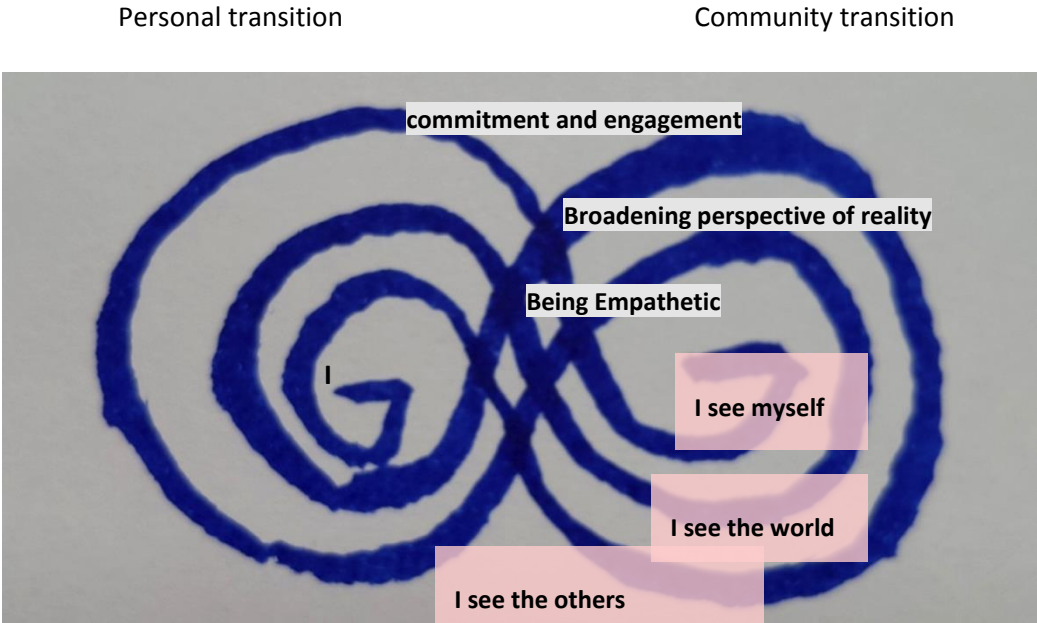 Personal transition
Community transition
commitment and engagement
Broadening perspective of reality
Being Empathetic
I
I see myself
I see the world
I see the others